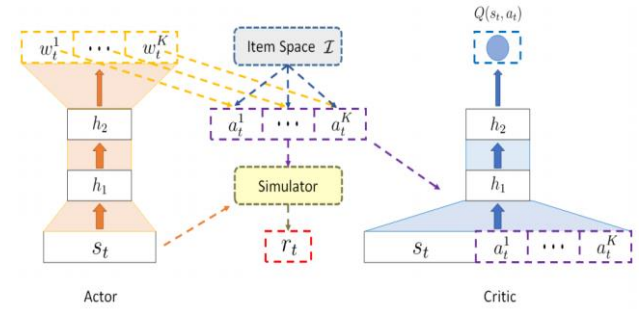 Q(s_t, a_t)
w_t^1 ... w_t^K
Item Space ℐ
h_2
a_t^1 ... a_t^K
h_2
h_1
Simulator
h_1
s_t
r_t
s_t a_t^1 ... a_t^K
Actor
Critic